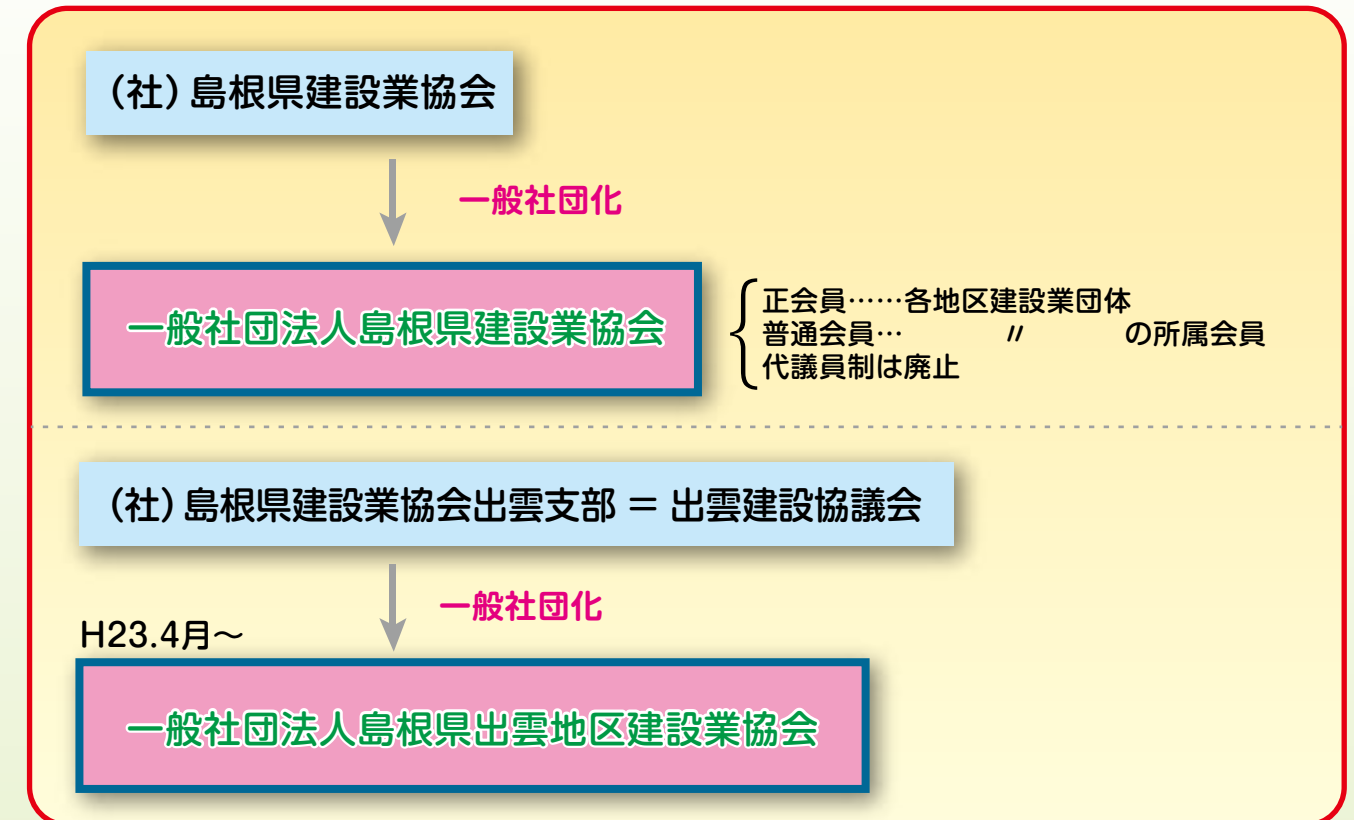 (社)島根県建設業協会
一般社団化
一般社団法人島根県建設業協会
正会員……各地区建設業団体
普通会員…　　〃　　の所属会員
代議員制は廃止
(社)島根県建設業協会出雲支部 = 出雲建設協議会
一般社団化
H23.4月～
一般社団法人島根県出雲地区建設業協会